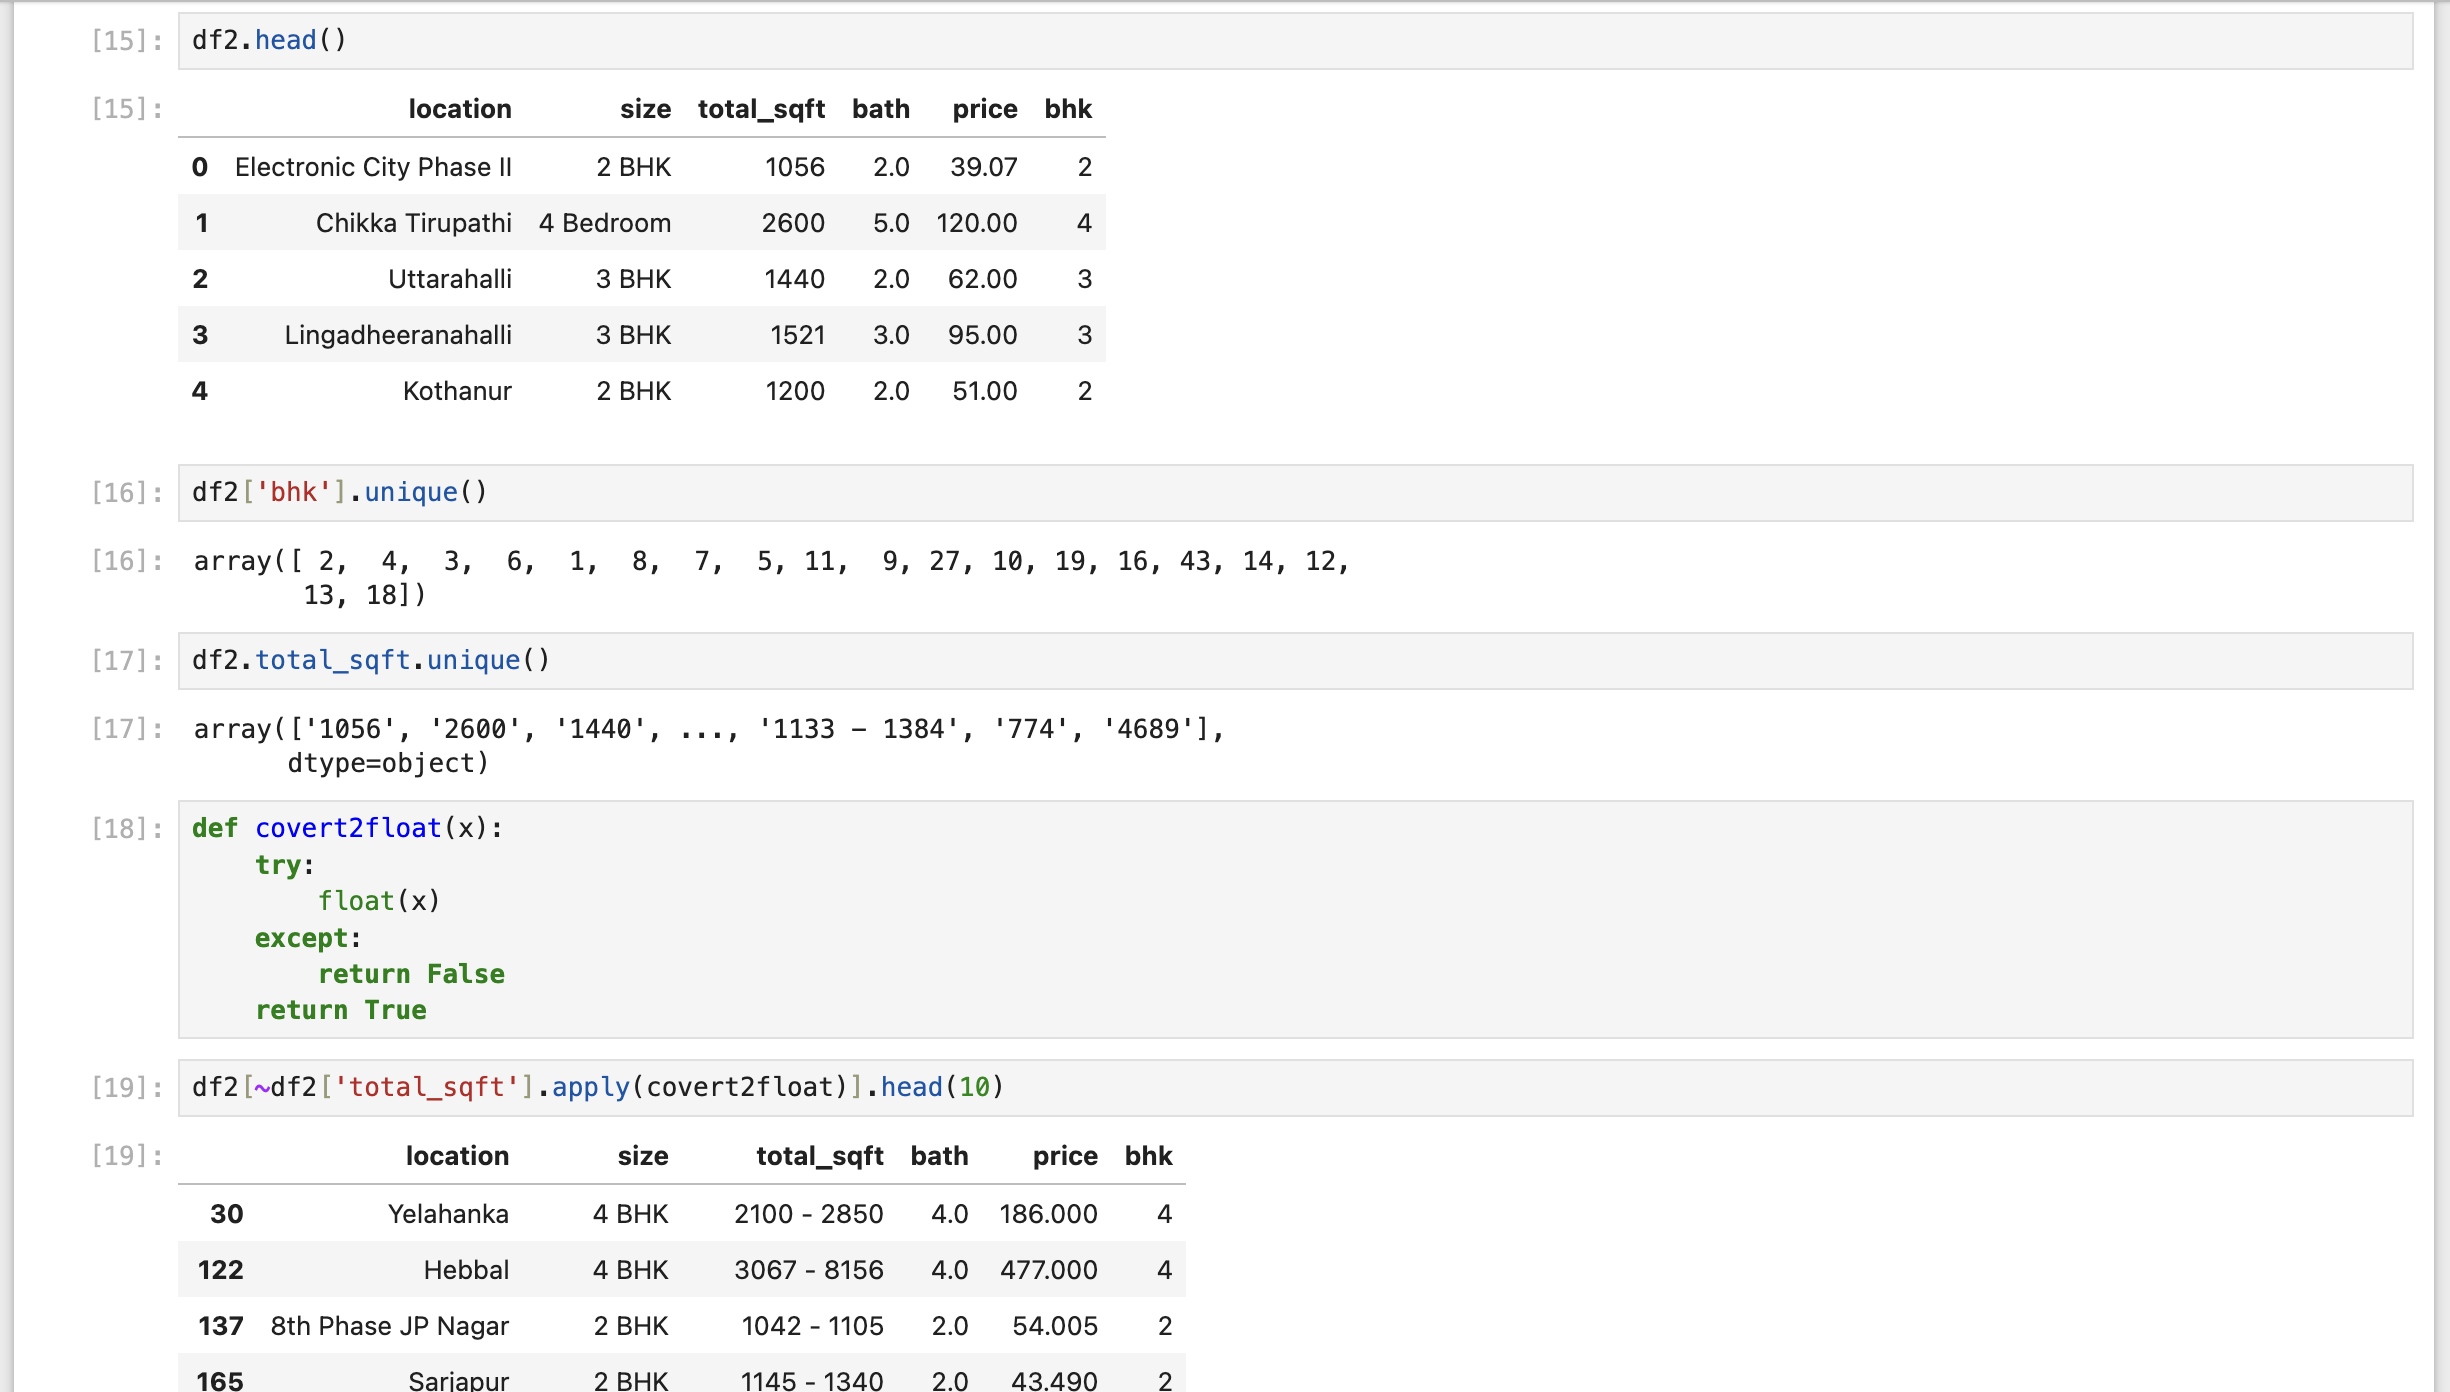 [15]: df2.head()
[15]: location size total_sqft bath price bhk
0 Electronic City Phase II 2 BHK 1056 2.0 39.07 2
1 Chikka Tirupathi 4 Bedroom 2600 5.0 120.00 4
2 Uttarahalli 3 BHK 1440 2.0 62.00 3
3 Lingadheeranahalli 3 BHK 1521 3.0 95.00 3
4 Kothanur 2 BHK 1200 2.0 51.00 2
[16]: df2['bhk'].unique()
[16]: array([ 2,  4,  3,  6,  1,  8,  7,  5, 11,  9, 27, 10, 19, 16, 43, 14, 12,
       13, 18])
[17]: df2.total_sqft.unique()
[17]: array(['1056', '2600', '1440', ..., '1133 - 1384', '774', '4689'],
      dtype=object)
[18]: def covert2float(x):
    try:
        float(x)
    except:
        return False
    return True
[19]: df2[~df2['total_sqft'].apply(covert2float)].head(10)
[19]: location size total_sqft bath price bhk
30 Yelahanka 4 BHK 2100 - 2850 4.0 186.000 4
122 Hebbal 4 BHK 3067 - 8156 4.0 477.000 4
137 8th Phase JP Nagar 2 BHK 1042 - 1105 2.0 54.005 2
165 Sarjapur 2 BHK 1145 - 1340 2.0 43.490 2